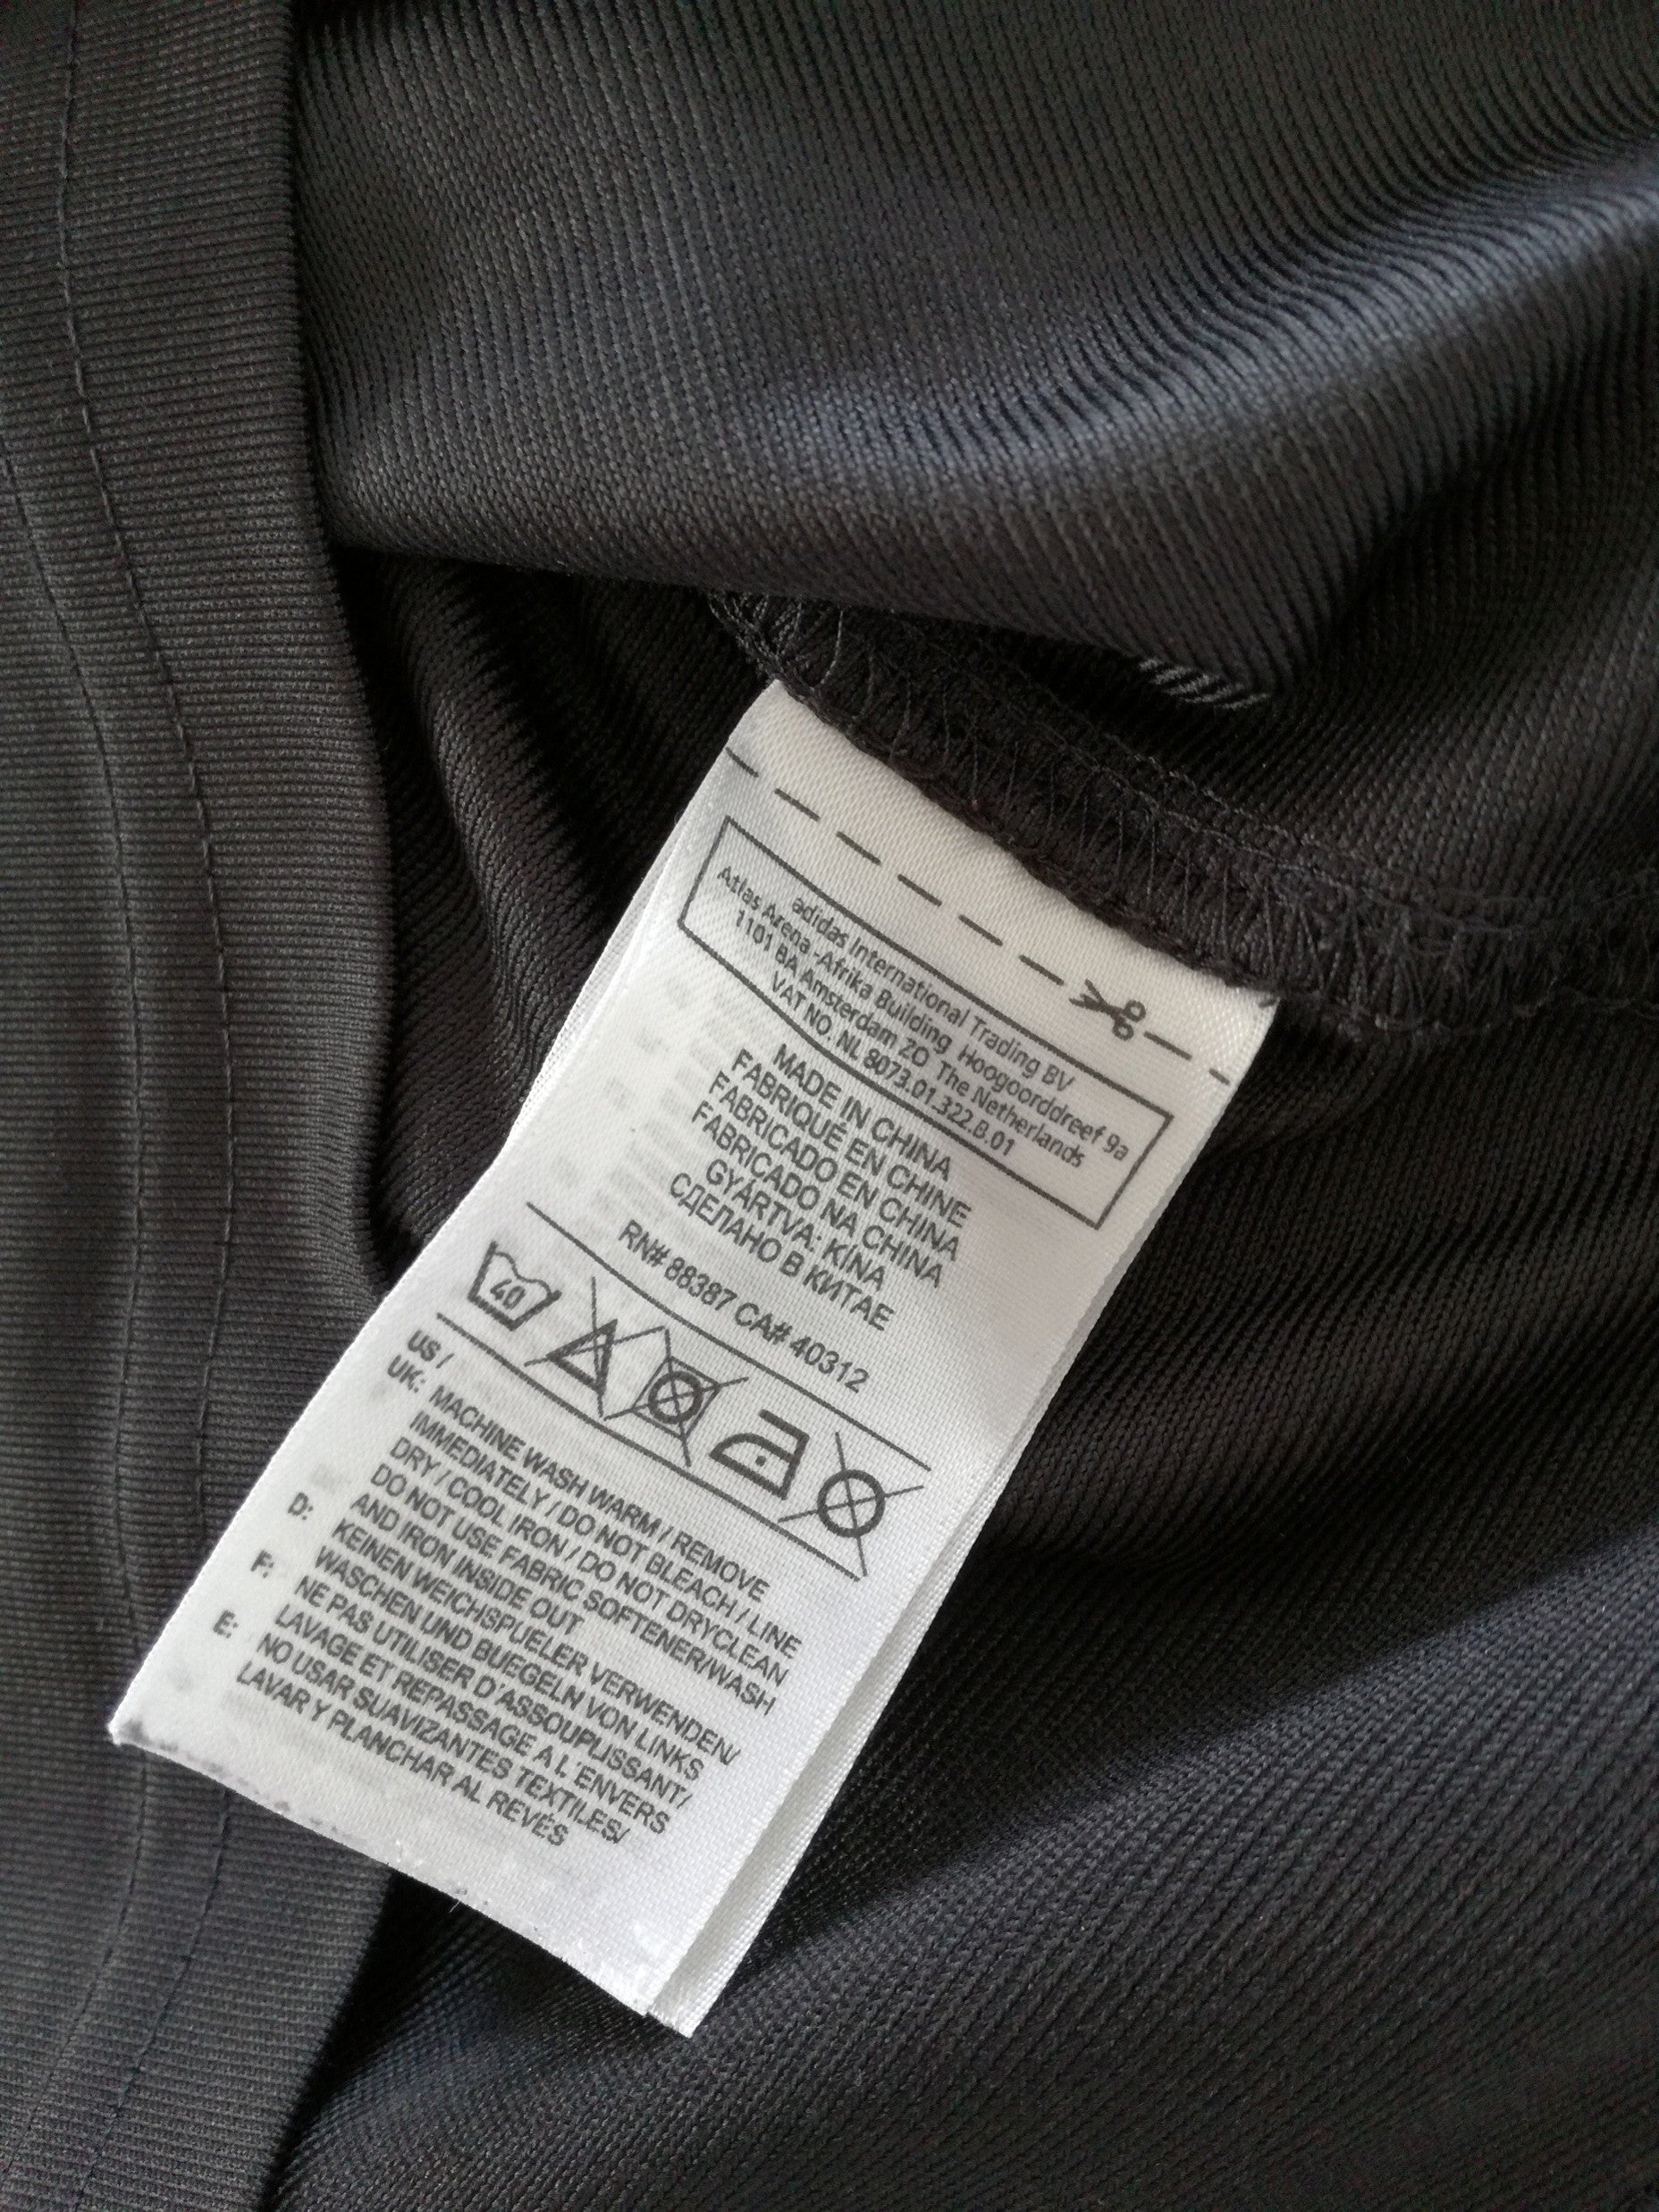 adidas International Trading BV
Atlas Arena -Afrika Building Hoogoorddreef 9a
1101 BA Amsterdam ZO The Netherlands
VAT NO. NL 8073.01.322.B.01
MADE IN CHINA
FABRIQUÉ EN CHINE
FABRICADO EN CHINA
FABRICADO NA CHINA
GYÁRTVA: KÍNA
СДЕЛАНО В КИТАЕ
RN# 88387 CA# 40312
40
US /
UK: MACHINE WASH WARM / REMOVE
IMMEDIATELY / DO NOT BLEACH / LINE
DRY / COOL IRON / DO NOT DRYCLEAN
DO NOT USE FABRIC SOFTENER/WASH
AND IRON INSIDE OUT
D: KEINEN WEICHSPUELER VERWENDEN/
WASCHEN UND BUEGELN VON LINKS
F: NE PAS UTILISER D'ASSOUPLISSANT/
LAVAGE ET REPASSAGE A L'ENVERS
E: NO USAR SUAVIZANTES TEXTILES/
LAVAR Y PLANCHAR AL REVÉS